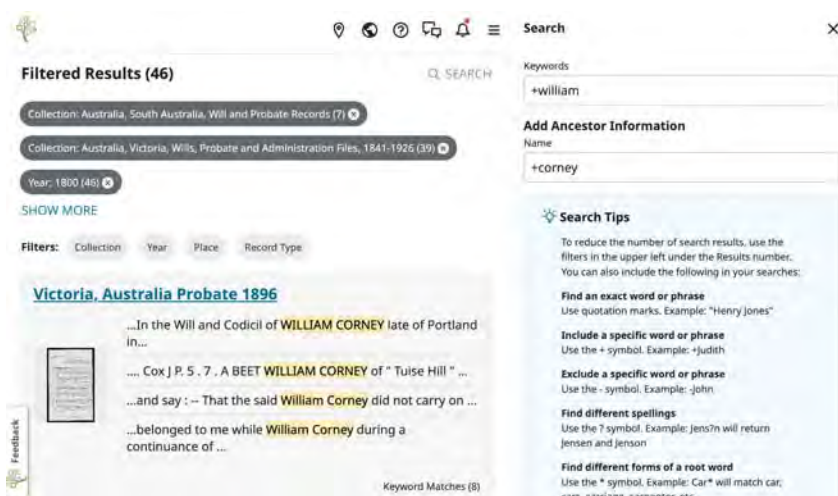 Filtered Results (46)
SEARCH
Collection: Australia, South Australia, Will and Probate Records (7)
Collection: Australia, Victoria, Wills, Probate and Administration Files, 1841-1926 (39)
Year: 1800 (46)
SHOW MORE
Filters: Collection Year Place Record Type
Victoria, Australia Probate 1896
...In the Will and Codicil of WILLIAM CORNEY late of Portland
in...
.... Cox J P. 5 . 7 . A BEET WILLIAM CORNEY of " Tuise Hill " ...
...and say : -- That the said William Corney did not carry on ...
...belonged to me while William Corney during a
continuance of ...
Keyword Matches (8)
Feedback
Search
Keywords
+william
Add Ancestor Information
Name
+corney
Search Tips
To reduce the number of search results, use the
filters in the upper left under the Results number.
You can also include the following in your searches:
Find an exact word or phrase
Use quotation marks. Example: "Henry Jones"
Include a specific word or phrase
Use the + symbol. Example: +Judith
Exclude a specific word or phrase
Use the - symbol. Example: -John
Find different spellings
Use the ? symbol. Example: Jens?n will return
Jensen and Jenson
Find different forms of a root word
Use the * symbol. Example: Car* will match car,